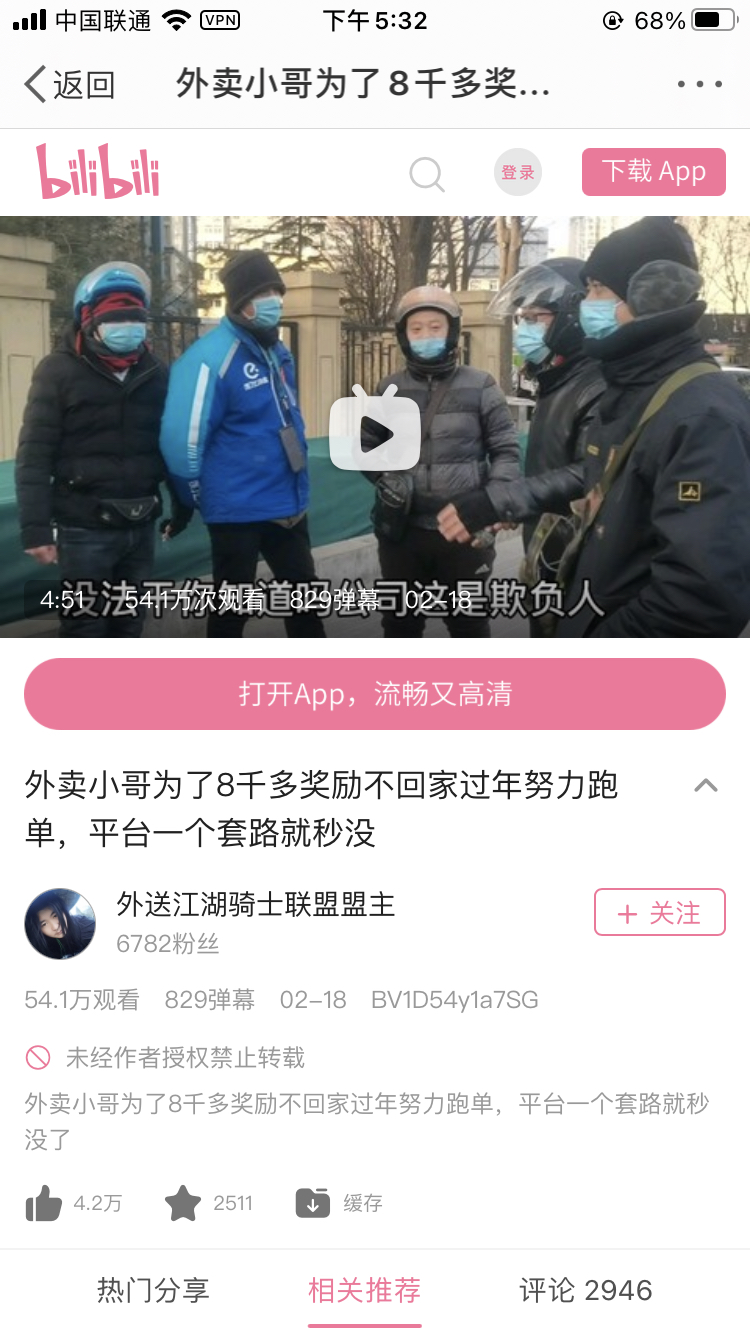 中国联通 VPN 下午5:32 68%
返回 外卖小哥为了8千多奖...
bilibili 登录 下载 App
没法干你知道吗公司这是欺负人
4:51 54.1万次观看 829弹幕 02-18
打开App，流畅又高清
外卖小哥为了8千多奖励不回家过年努力跑
单，平台一个套路就秒没
外送江湖骑士联盟盟主
6782粉丝
+ 关注
54.1万观看 829弹幕 02-18 BV1D54y1a7SG
未经作者授权禁止转载
外卖小哥为了8千多奖励不回家过年努力跑单，平台一个套路就秒
没了
4.2万 2511 缓存
热门分享 相关推荐 评论 2946